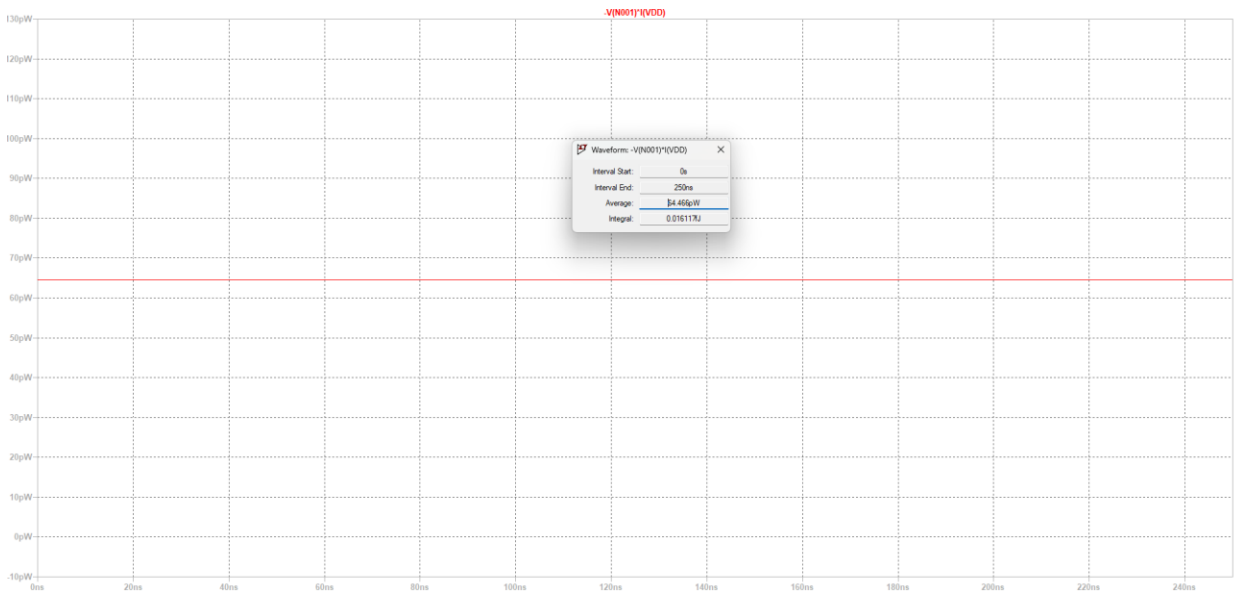 -V(N001)*I(VDD)
130pW
120pW
110pW
100pW
90pW
80pW
70pW
60pW
50pW
40pW
30pW
20pW
10pW
0pW
-10pW
Waveform: -V(N001)*I(VDD)
Interval Start: 0s
Interval End: 250ns
Average: 64.466pW
Integral:
0ns 20ns 40ns 60ns 80ns 100ns 120ns 140ns 160ns 180ns 200ns 220ns 240ns